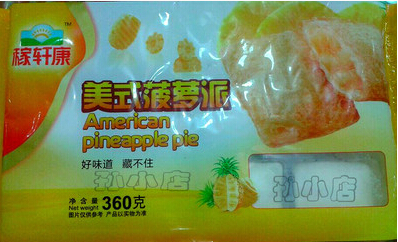 TM
稼轩康
美式菠萝派
American
pineapple pie
好味道 藏不住
孙小店
孙小店
净含量
Net weight
360克
图片仅供参考 产品以实物为准